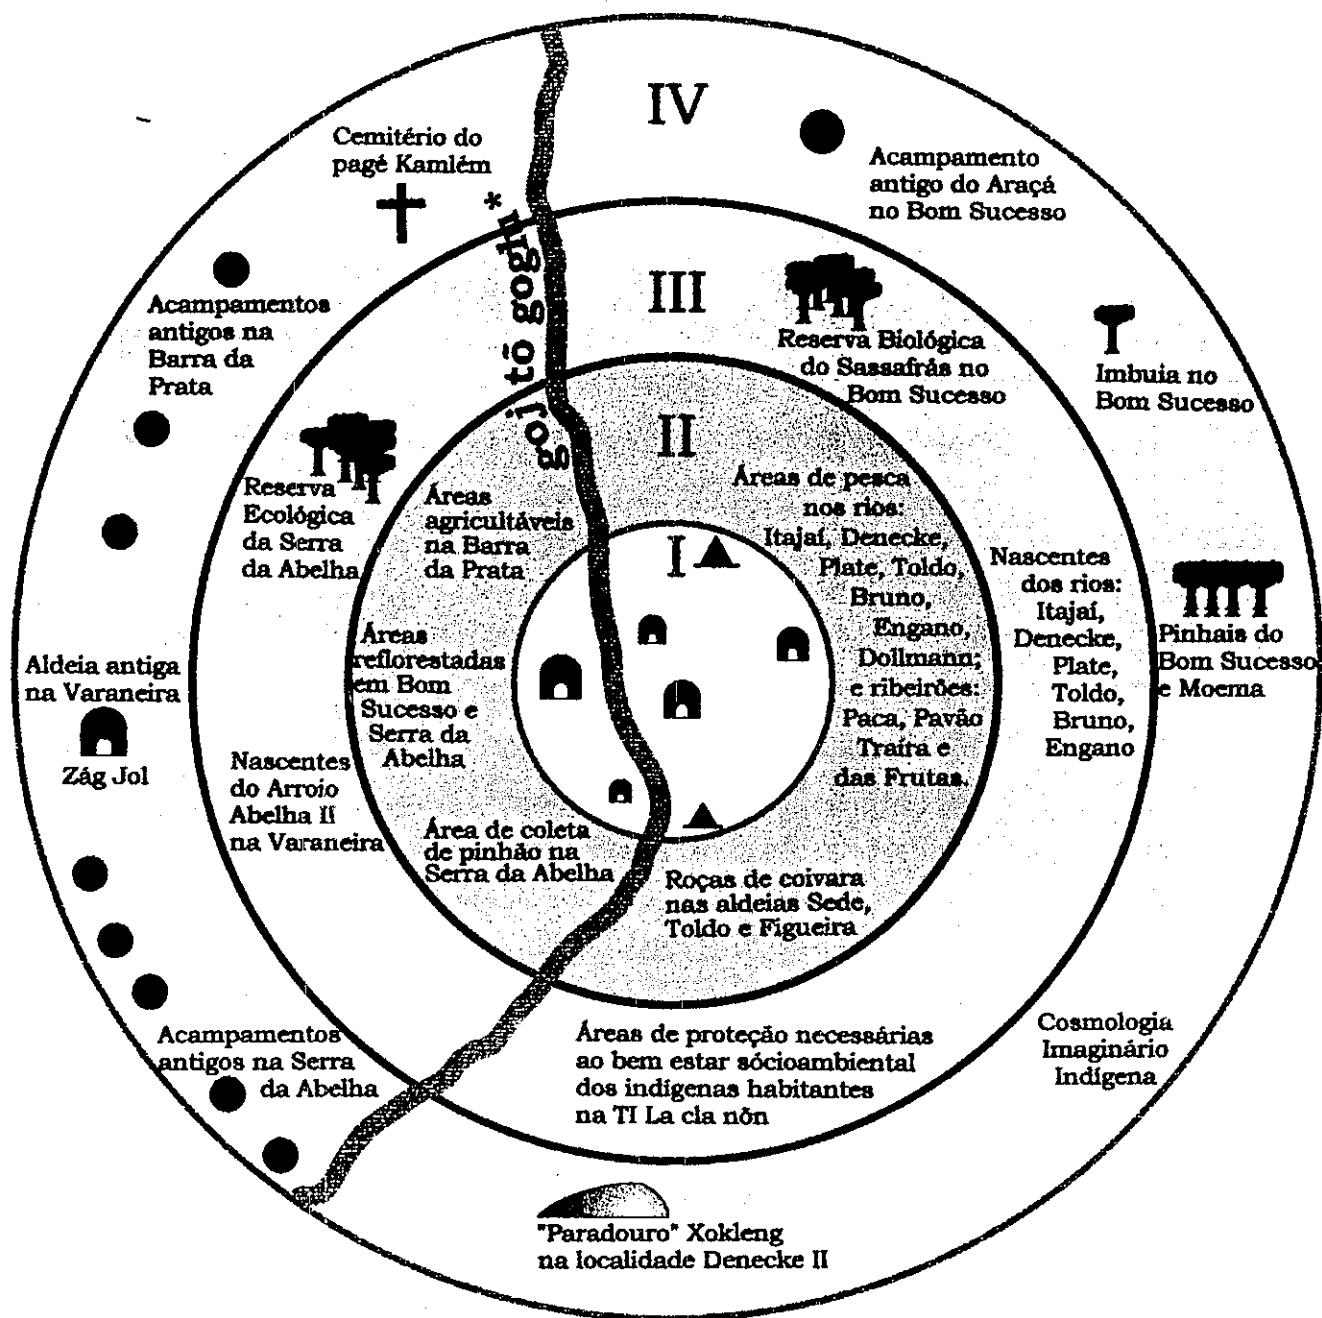 IV
Cemitério do
pagé Kamlém
Acampamento
antigo do Araçá
no Bom Sucesso
Acampamentos
antigos na
Barra da
Prata
Imbuia no
Bom Sucesso
Pinhais do
Bom Sucesso
e Moema
Aldeia antiga
na Varaneira
Zág Jol
Acampamentos
antigos na Serra
da Abelha
Cosmologia
Imaginário
Indígena
"Paradouro" Xokleng
na localidade Denecke II
goj tõ gogh*
III
Reserva Biológica
do Sassafrás no
Bom Sucesso
Reserva
Ecológica
da Serra
da Abelha
Nascentes
dos rios:
Itajaí,
Denecke,
Plate,
Toldo,
Bruno,
Engano
Nascentes
do Arroio
Abelha II
na Varaneira
Áreas de proteção necessárias
ao bem estar sócioambiental
dos indígenas habitantes
na TI La cla nõn
II
Áreas
agricultáveis
na Barra
da Prata
Áreas de pesca
nos rios:
Itajaí, Denecke,
Plate, Toldo,
Bruno,
Engano,
Dollmann;
e ribeirões:
Paca, Pavão
Traíra e
das Frutas.
Áreas
reflorestadas
em Bom
Sucesso e
Serra da
Abelha
Área de coleta
de pinhão na
Serra da Abelha
Roças de coivara
nas aldeias Sede,
Toldo e Figueira
I